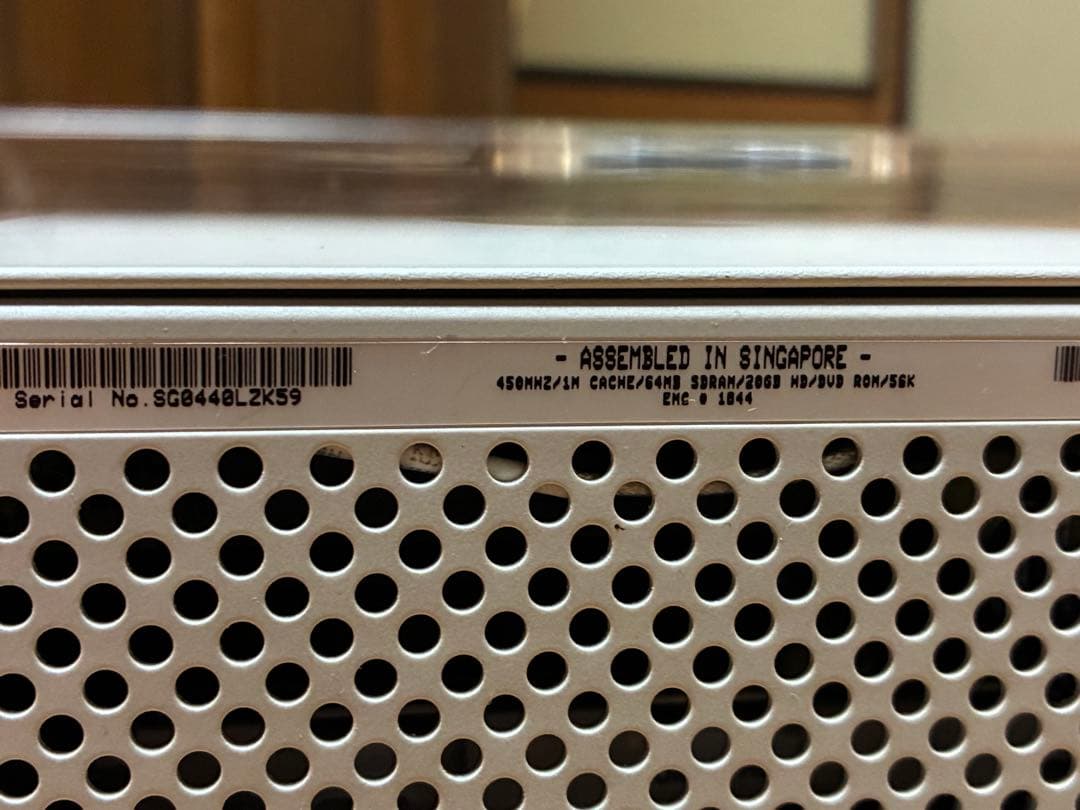 - ASSEMBLED IN SINGAPORE -
450MHZ/1M CACHE/64MB SDRAM/20GB HD/DVD ROM/56K
EMC # 1844
Serial No.SG0440LZK59